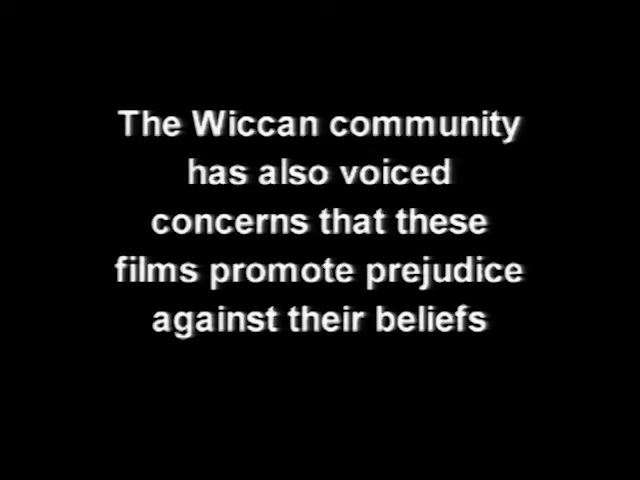 The Wiccan community
has also voiced
concerns that these
films promote prejudice
against their beliefs